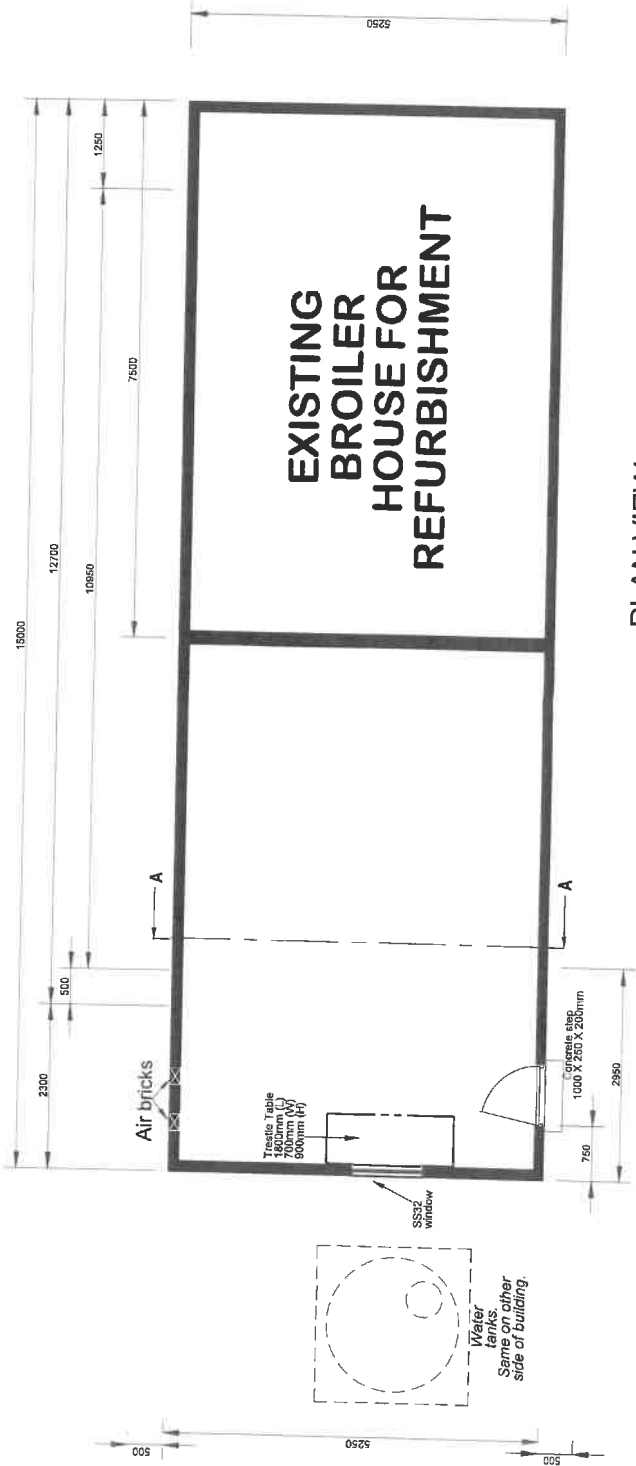 15000
12700
10950
1250
7500
500
2300
5250
Air bricks
A
A
EXISTING
BROILER
HOUSE FOR
REFURBISHMENT
Trestle Table
1800mm (L)
700mm (W)
900mm (H)
SS32
window
Concrete step
1000 X 250 X 200mm
750
2950
Water
tanks.
Same on other
side of building.
500
5250
500
PLAN VIEW